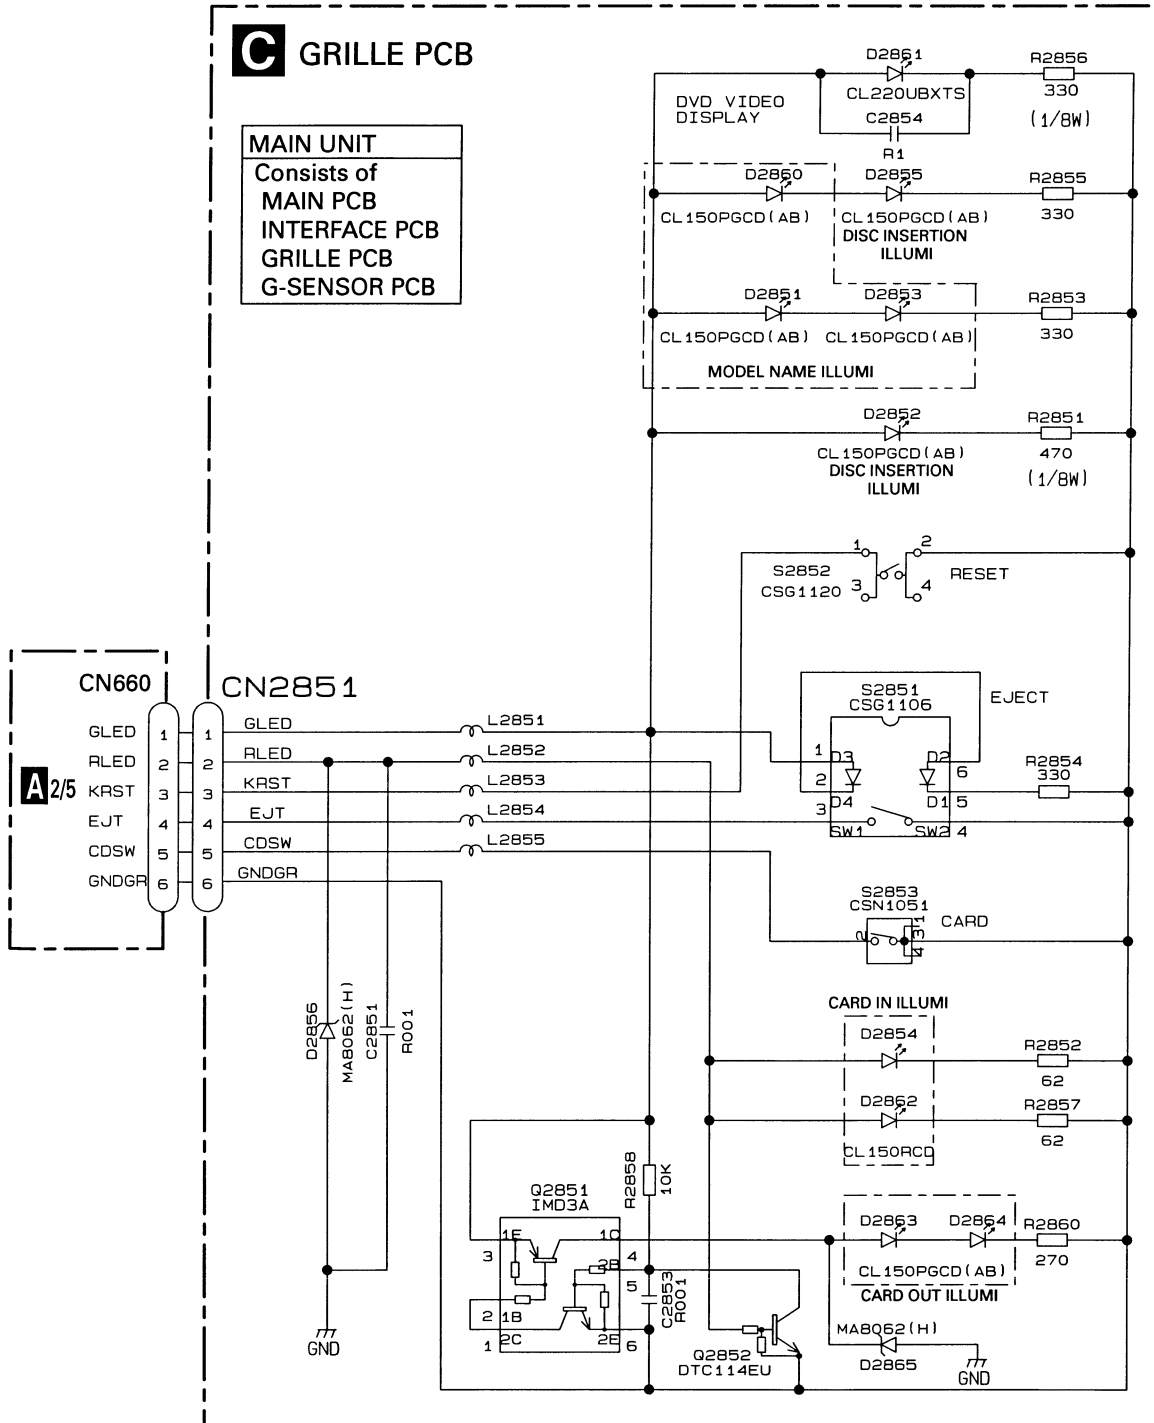 C GRILLE PCB
MAIN UNIT
Consists of
MAIN PCB
INTERFACE PCB
GRILLE PCB
G-SENSOR PCB
DVD VIDEO
DISPLAY
D2861
CL220UBXTS
C2854
R1
R2856
330
(1/8W)
D2860
CL150PGCD(AB)
D2855
CL150PGCD(AB)
DISC INSERTION
ILLUMI
R2855
330
D2851
CL150PGCD(AB)
D2853
CL150PGCD(AB)
MODEL NAME ILLUMI
R2853
330
D2852
CL150PGCD(AB)
DISC INSERTION
ILLUMI
R2851
470
(1/8W)
S2852
CSG1120
1
2
3
4
RESET
CN660
CN2851
A 2/5
GLED 1 1 GLED L2851
RLED 2 2 RLED L2852
KRST 3 3 KRST L2853
EJT 4 4 EJT L2854
CDSW 5 5 CDSW L2855
GNDGR 6 6 GNDGR
S2851
CSG1106
EJECT
1 D3 D2 6
2 D4 D1 5
3 SW1 SW2 4
R2854
330
S2853
CSN1051
CARD
2
1
3
4
D2856
MA8062(H)
C2851
R001
GND
CARD IN ILLUMI
D2854
R2852
62
D2862
CL150RCD
R2857
62
R2858
10K
Q2851
IMD3A
1E 1C
3 4
2B
5
2 1B
1 2C 2E 6
C2853
R001
Q2852
DTC114EU
D2863
D2864
CL150PGCD(AB)
CARD OUT ILLUMI
R2860
270
MA8062(H)
D2865
GND